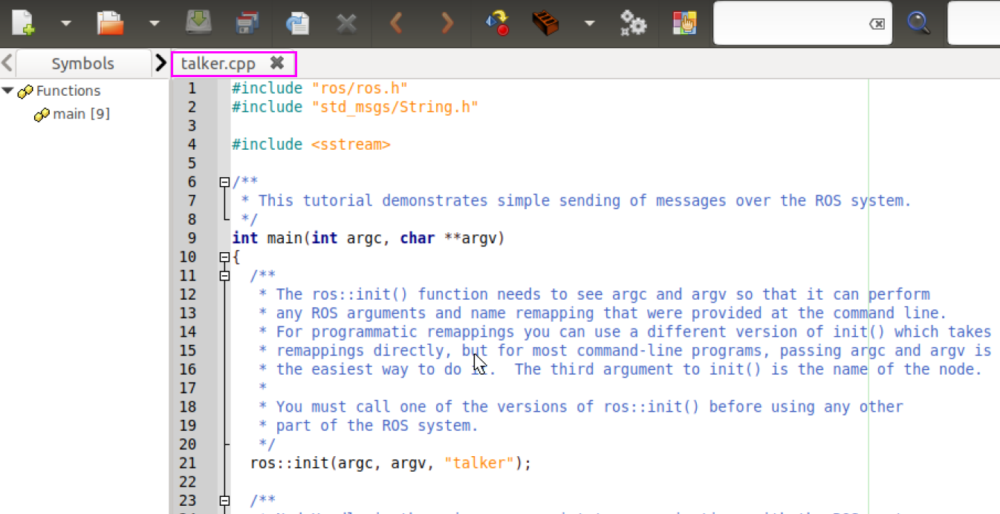 Symbols
talker.cpp
Functions
main [9]
1 #include "ros/ros.h"
2 #include "std_msgs/String.h"
3
4 #include <sstream>
5
6 /**
7  * This tutorial demonstrates simple sending of messages over the ROS system.
8  */
9 int main(int argc, char **argv)
10 {
11   /**
12    * The ros::init() function needs to see argc and argv so that it can perform
13    * any ROS arguments and name remapping that were provided at the command line.
14    * For programmatic remappings you can use a different version of init() which takes
15    * remappings directly, but for most command-line programs, passing argc and argv is
16    * the easiest way to do it.  The third argument to init() is the name of the node.
17    *
18    * You must call one of the versions of ros::init() before using any other
19    * part of the ROS system.
20    */
21   ros::init(argc, argv, "talker");
22
23   /**